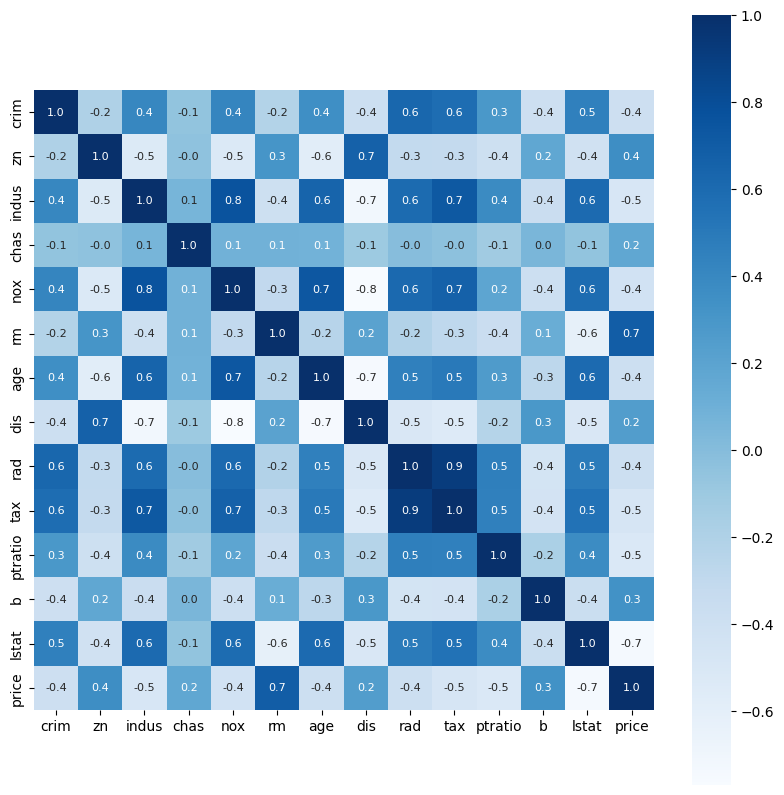 crim 1.0 -0.2 0.4 -0.1 0.4 -0.2 0.4 -0.4 0.6 0.6 0.3 -0.4 0.5 -0.4
zn -0.2 1.0 -0.5 -0.0 -0.5 0.3 -0.6 0.7 -0.3 -0.3 -0.4 0.2 -0.4 0.4
indus 0.4 -0.5 1.0 0.1 0.8 -0.4 0.6 -0.7 0.6 0.7 0.4 -0.4 0.6 -0.5
chas -0.1 -0.0 0.1 1.0 0.1 0.1 0.1 -0.1 -0.0 -0.0 -0.1 0.0 -0.1 0.2
nox 0.4 -0.5 0.8 0.1 1.0 -0.3 0.7 -0.8 0.6 0.7 0.2 -0.4 0.6 -0.4
rm -0.2 0.3 -0.4 0.1 -0.3 1.0 -0.2 0.2 -0.2 -0.3 -0.4 0.1 -0.6 0.7
age 0.4 -0.6 0.6 0.1 0.7 -0.2 1.0 -0.7 0.5 0.5 0.3 -0.3 0.6 -0.4
dis -0.4 0.7 -0.7 -0.1 -0.8 0.2 -0.7 1.0 -0.5 -0.5 -0.2 0.3 -0.5 0.2
rad 0.6 -0.3 0.6 -0.0 0.6 -0.2 0.5 -0.5 1.0 0.9 0.5 -0.4 0.5 -0.4
tax 0.6 -0.3 0.7 -0.0 0.7 -0.3 0.5 -0.5 0.9 1.0 0.5 -0.4 0.5 -0.5
ptratio 0.3 -0.4 0.4 -0.1 0.2 -0.4 0.3 -0.2 0.5 0.5 1.0 -0.2 0.4 -0.5
b -0.4 0.2 -0.4 0.0 -0.4 0.1 -0.3 0.3 -0.4 -0.4 -0.2 1.0 -0.4 0.3
lstat 0.5 -0.4 0.6 -0.1 0.6 -0.6 0.6 -0.5 0.5 0.5 0.4 -0.4 1.0 -0.7
price -0.4 0.4 -0.5 0.2 -0.4 0.7 -0.4 0.2 -0.4 -0.5 -0.5 0.3 -0.7 1.0
crim zn indus chas nox rm age dis rad tax ptratio b lstat price
1.0
0.8
0.6
0.4
0.2
0.0
−0.2
−0.4
−0.6